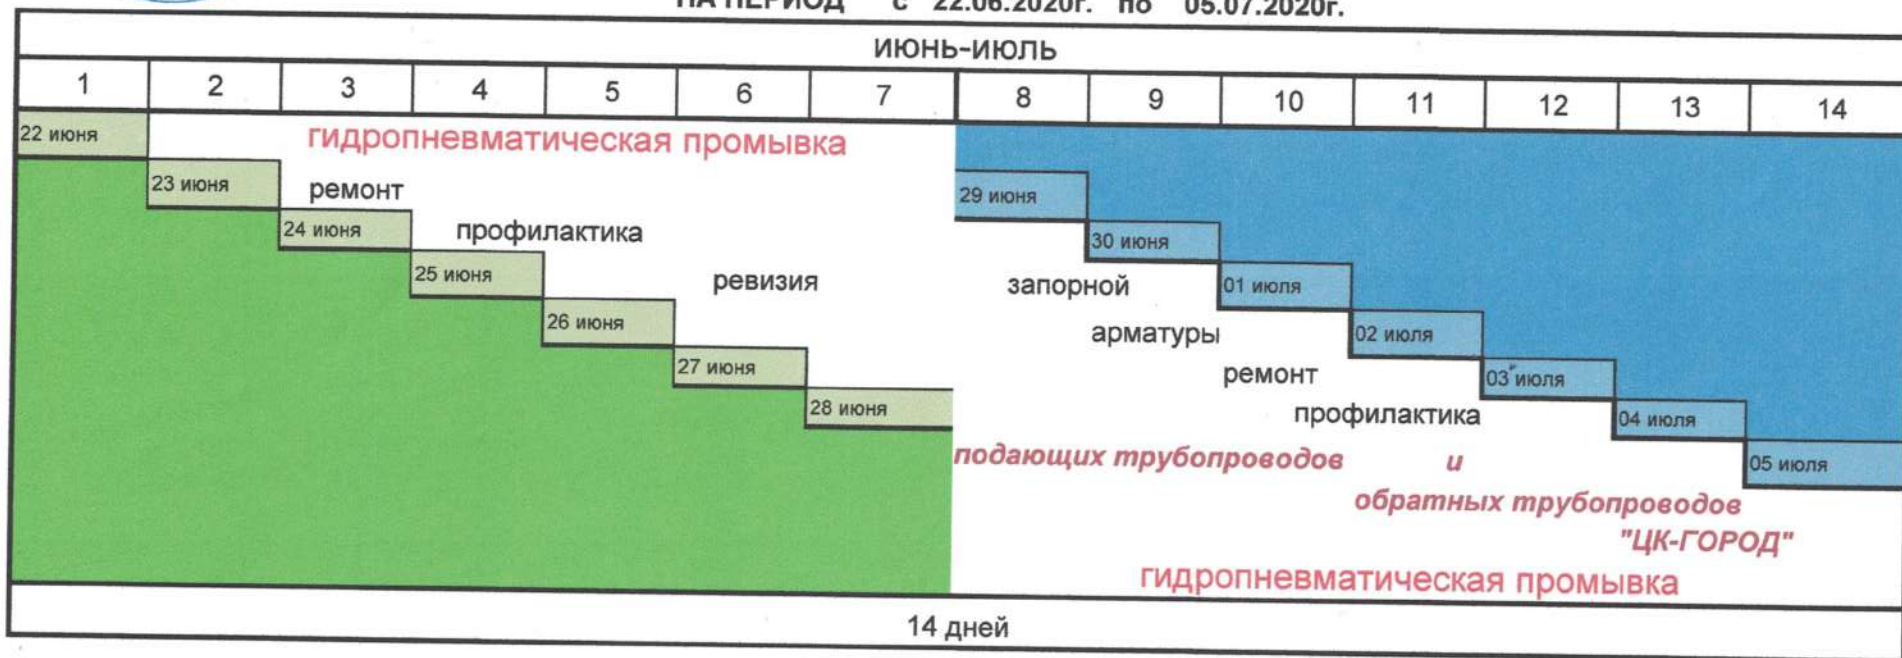 НА ПЕРИОД с 22.06.2020г. по 05.07.2020г.
июнь-июль
1 2 3 4 5 6 7 8 9 10 11 12 13 14
22 июня гидропневматическая промывка
23 июня ремонт 29 июня
24 июня профилактика 30 июня
25 июня ревизия запорной 01 июля
26 июня арматуры 02 июля
27 июня ремонт 03 июля
28 июня профилактика 04 июля
подающих трубопроводов и 05 июля
обратных трубопроводов
"ЦК-ГОРОД"
гидропневматическая промывка
14 дней